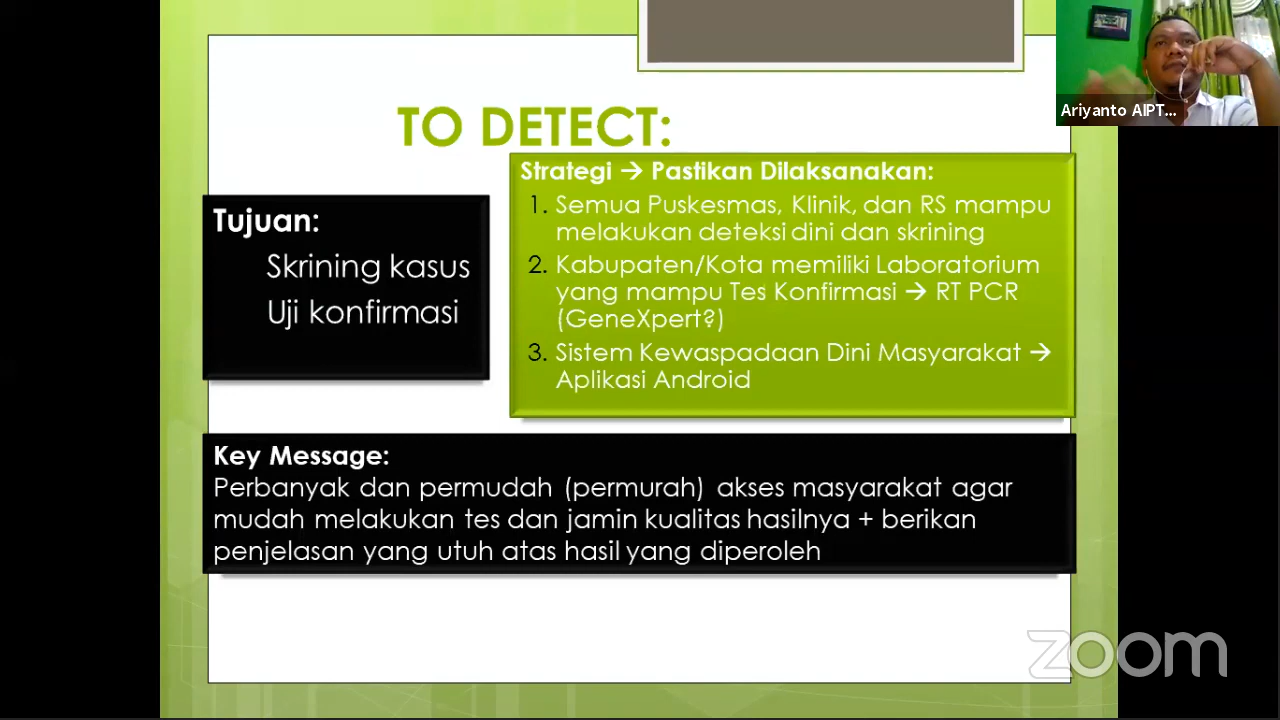 TO DETECT:
Tujuan:
Skrining kasus
Uji konfirmasi
Strategi → Pastikan Dilaksanakan:
1. Semua Puskesmas, Klinik, dan RS mampu
melakukan deteksi dini dan skrining
2. Kabupaten/Kota memiliki Laboratorium
yang mampu Tes Konfirmasi → RT PCR
(GeneXpert?)
3. Sistem Kewaspadaan Dini Masyarakat →
Aplikasi Android
Key Message:
Perbanyak dan permudah (permurah) akses masyarakat agar
mudah melakukan tes dan jamin kualitas hasilnya + berikan
penjelasan yang utuh atas hasil yang diperoleh
Ariyanto AIPT...
zoom